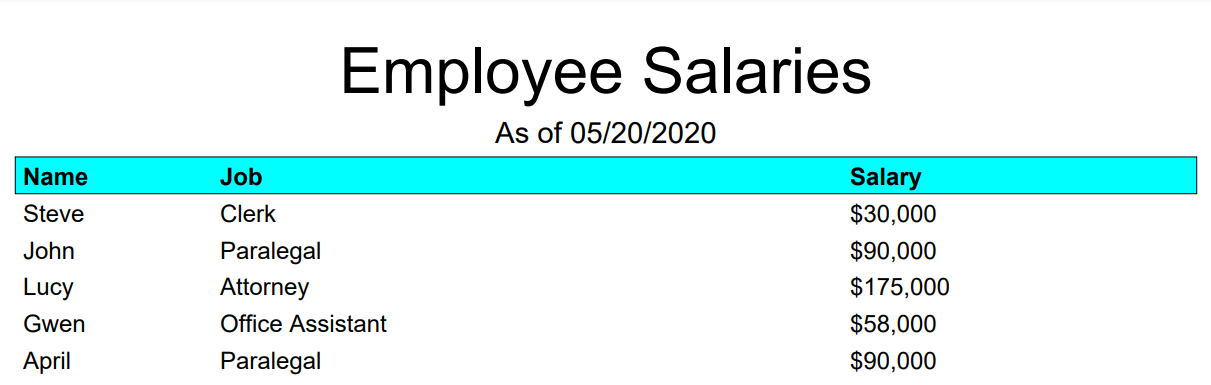 Employee Salaries
As of 05/20/2020
Name Job Salary
Steve Clerk $30,000
John Paralegal $90,000
Lucy Attorney $175,000
Gwen Office Assistant $58,000
April Paralegal $90,000